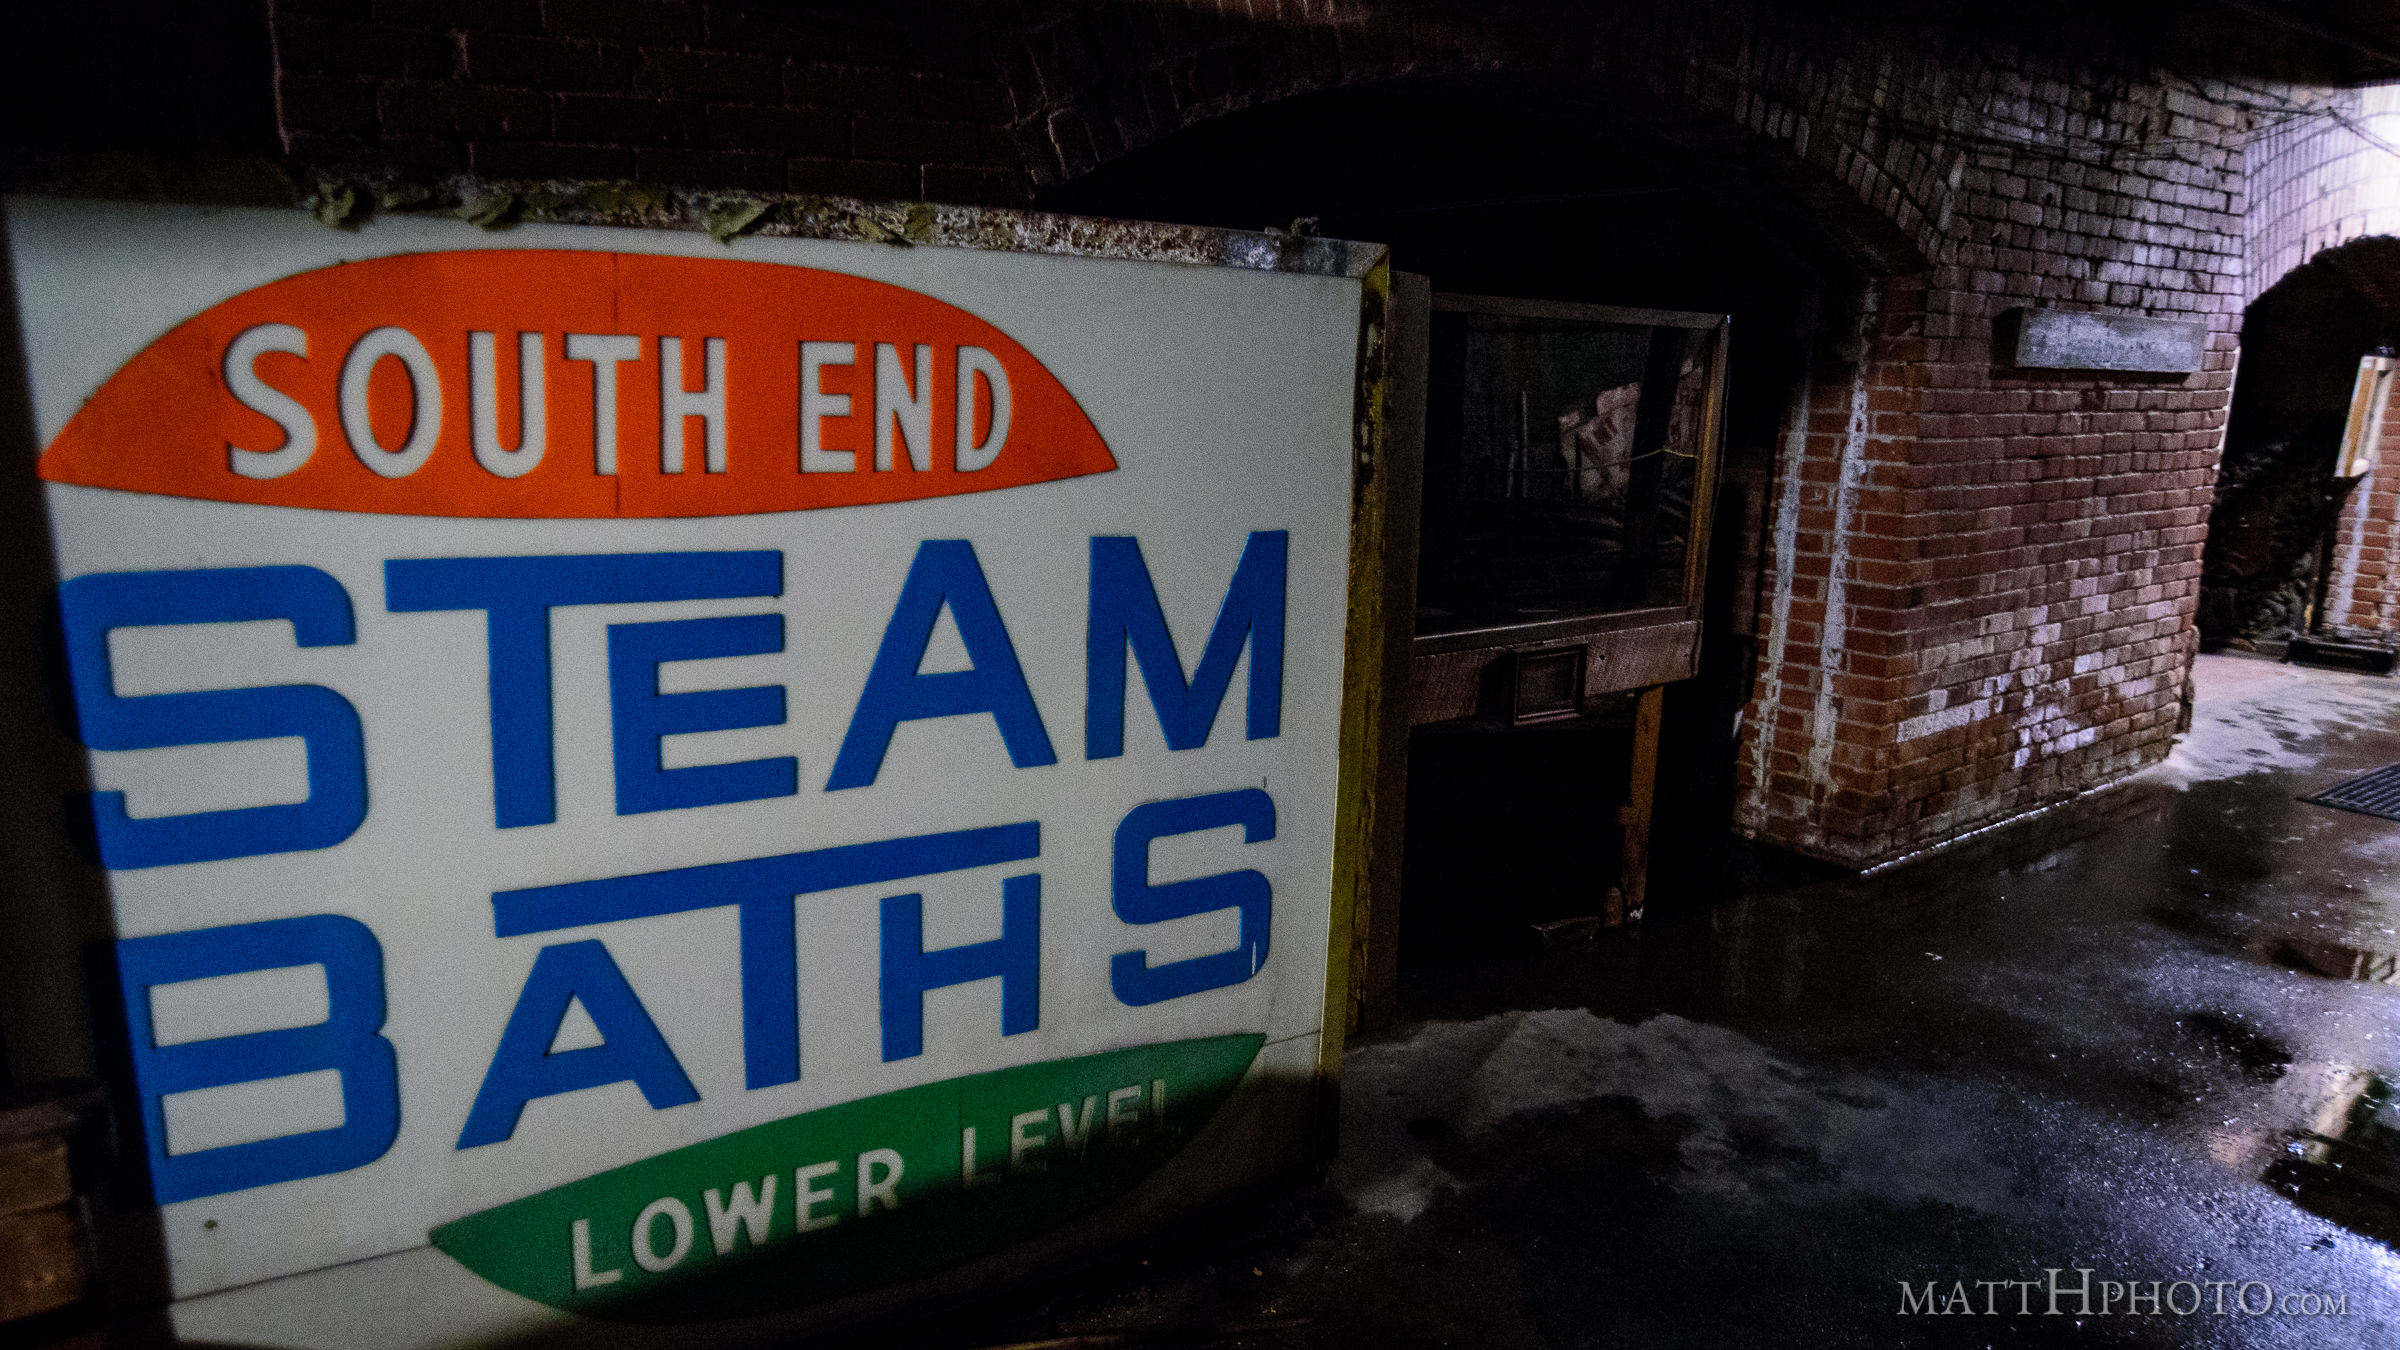 SOUTH END
STEAM
BATHS
LOWER LEVEL
MATTHPHOTO.COM